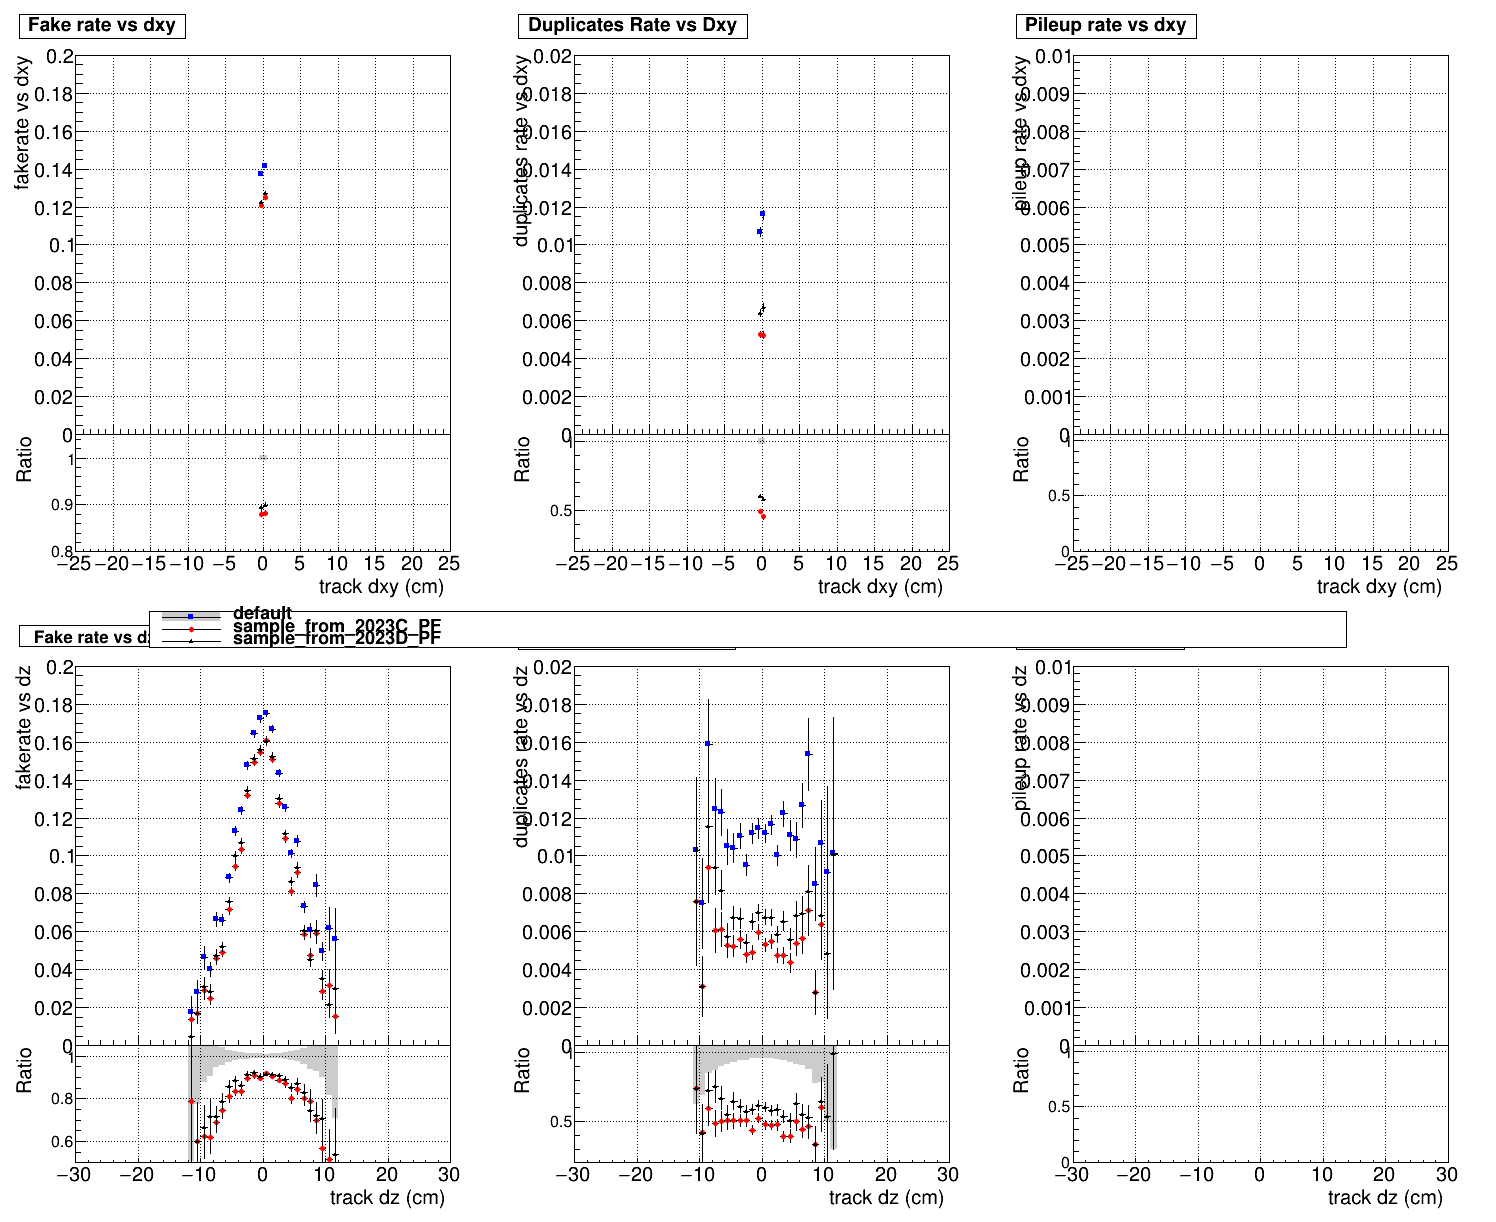 Fake rate vs dxy
Duplicates Rate vs Dxy
Pileup rate vs dxy
fakerate vs dxy
0.2
0.18
0.16
0.14
0.12
0.1
0.08
0.06
0.04
0.02
0
Ratio
1
0.9
0.8
−25 −20 −15 −10 −5 0 5 10 15 20 25
track dxy (cm)
duplicates rate vs dxy
0.02
0.018
0.016
0.014
0.012
0.01
0.008
0.006
0.004
0.002
0
Ratio
1
0.5
−25 −20 −15 −10 −5 0 5 10 15 20 25
track dxy (cm)
pileup rate vs dxy
0.01
0.009
0.008
0.007
0.006
0.005
0.004
0.003
0.002
0.001
0
Ratio
1
0.5
0
−25 −20 −15 −10 −5 0 5 10 15 20 25
track dxy (cm)
default
sample_from_2023C_PF
sample_from_2023D_PF
Fake rate vs dz
fakerate vs dz
0.2
0.18
0.16
0.14
0.12
0.1
0.08
0.06
0.04
0.02
0
Ratio
1
0.8
0.6
−30 −20 −10 0 10 20 30
track dz (cm)
duplicates rate vs dz
0.02
0.018
0.016
0.014
0.012
0.01
0.008
0.006
0.004
0.002
0
Ratio
1
0.5
−30 −20 −10 0 10 20 30
track dz (cm)
pileup rate vs dz
0.01
0.009
0.008
0.007
0.006
0.005
0.004
0.003
0.002
0.001
0
Ratio
1
0.5
0
−30 −20 −10 0 10 20 30
track dz (cm)